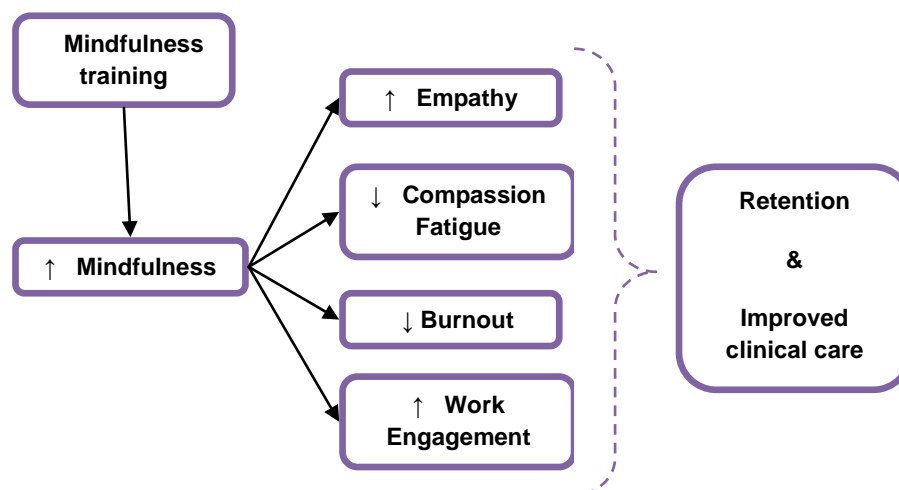 Mindfulness
training
↑ Mindfulness
↑ Empathy
↓ Compassion
Fatigue
↓ Burnout
↑ Work
Engagement
Retention
&
Improved
clinical care